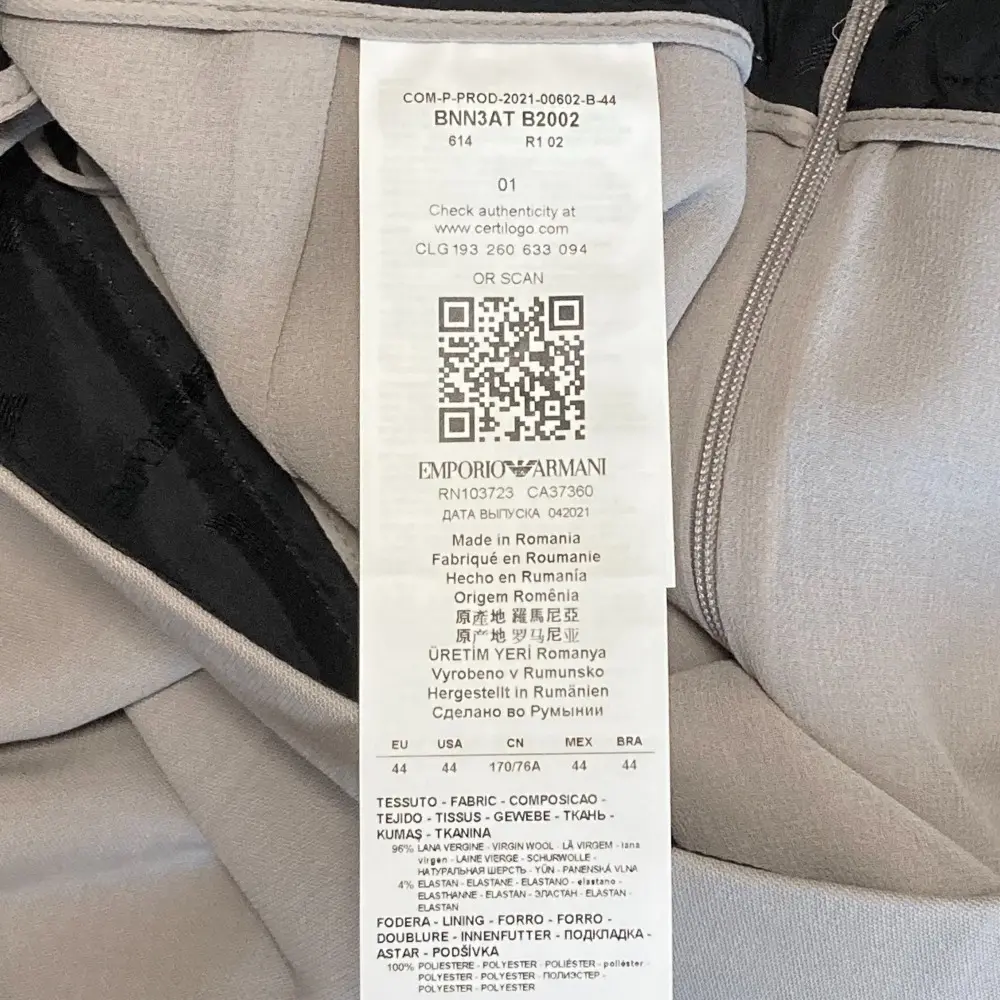 COM-P-PROD-2021-00602-B-44
BNN3AT B2002
614 R1 02
01
Check authenticity at
www.certilogo.com
CLG 193 260 633 094
OR SCAN
EMPORIO ARMANI
RN103723 CA37360
ДАТА ВЫПУСКА 042021
Made in Romania
Fabriqué en Roumanie
Hecho en Rumanía
Origem Romênia
原產地 羅馬尼亞
原产地 罗马尼亚
ÜRETİM YERİ Romanya
Vyrobeno v Rumunsko
Hergestellt in Rumänien
Сделано во Румынии
EU USA CN MEX BRA
44 44 170/76A 44 44
TESSUTO - FABRIC - COMPOSICAO -
TEJIDO - TISSUS - GEWEBE - ТКАНЬ -
KUMAŞ - TKANINA
96% LANA VERGINE - VIRGIN WOOL - LÃ VIRGEM - lana
virgen - LAINE VIERGE - SCHURWOLLE -
НАТУРАЛЬНАЯ ШЕРСТЬ - YÜN - PANENSKÁ VLNA
4% ELASTAN - ELASTANE - ELASTANO - elastano -
ELASTHANNE - ELASTAN - ЭЛАСТАН - ELASTAN -
ELASTAN
FODERA - LINING - FORRO - FORRO -
DOUBLURE - INNENFUTTER - ПОДКЛАДКА -
ASTAR - PODŠÍVKA
100% POLIESTERE - POLYESTER - POLIÉSTER - poliéster -
POLYESTER - POLYESTER - ПОЛИЭСТЕР -
POLYESTER - POLYESTER